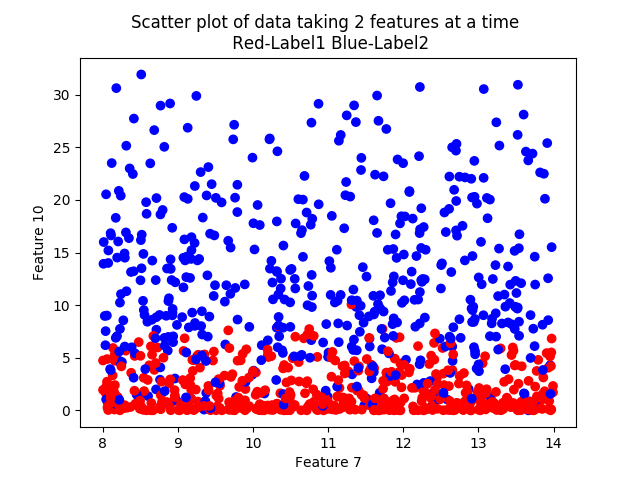 Scatter plot of data taking 2 features at a time
Red-Label1 Blue-Label2
30
25
20
15
10
5
0
Feature 10
8 9 10 11 12 13 14
Feature 7